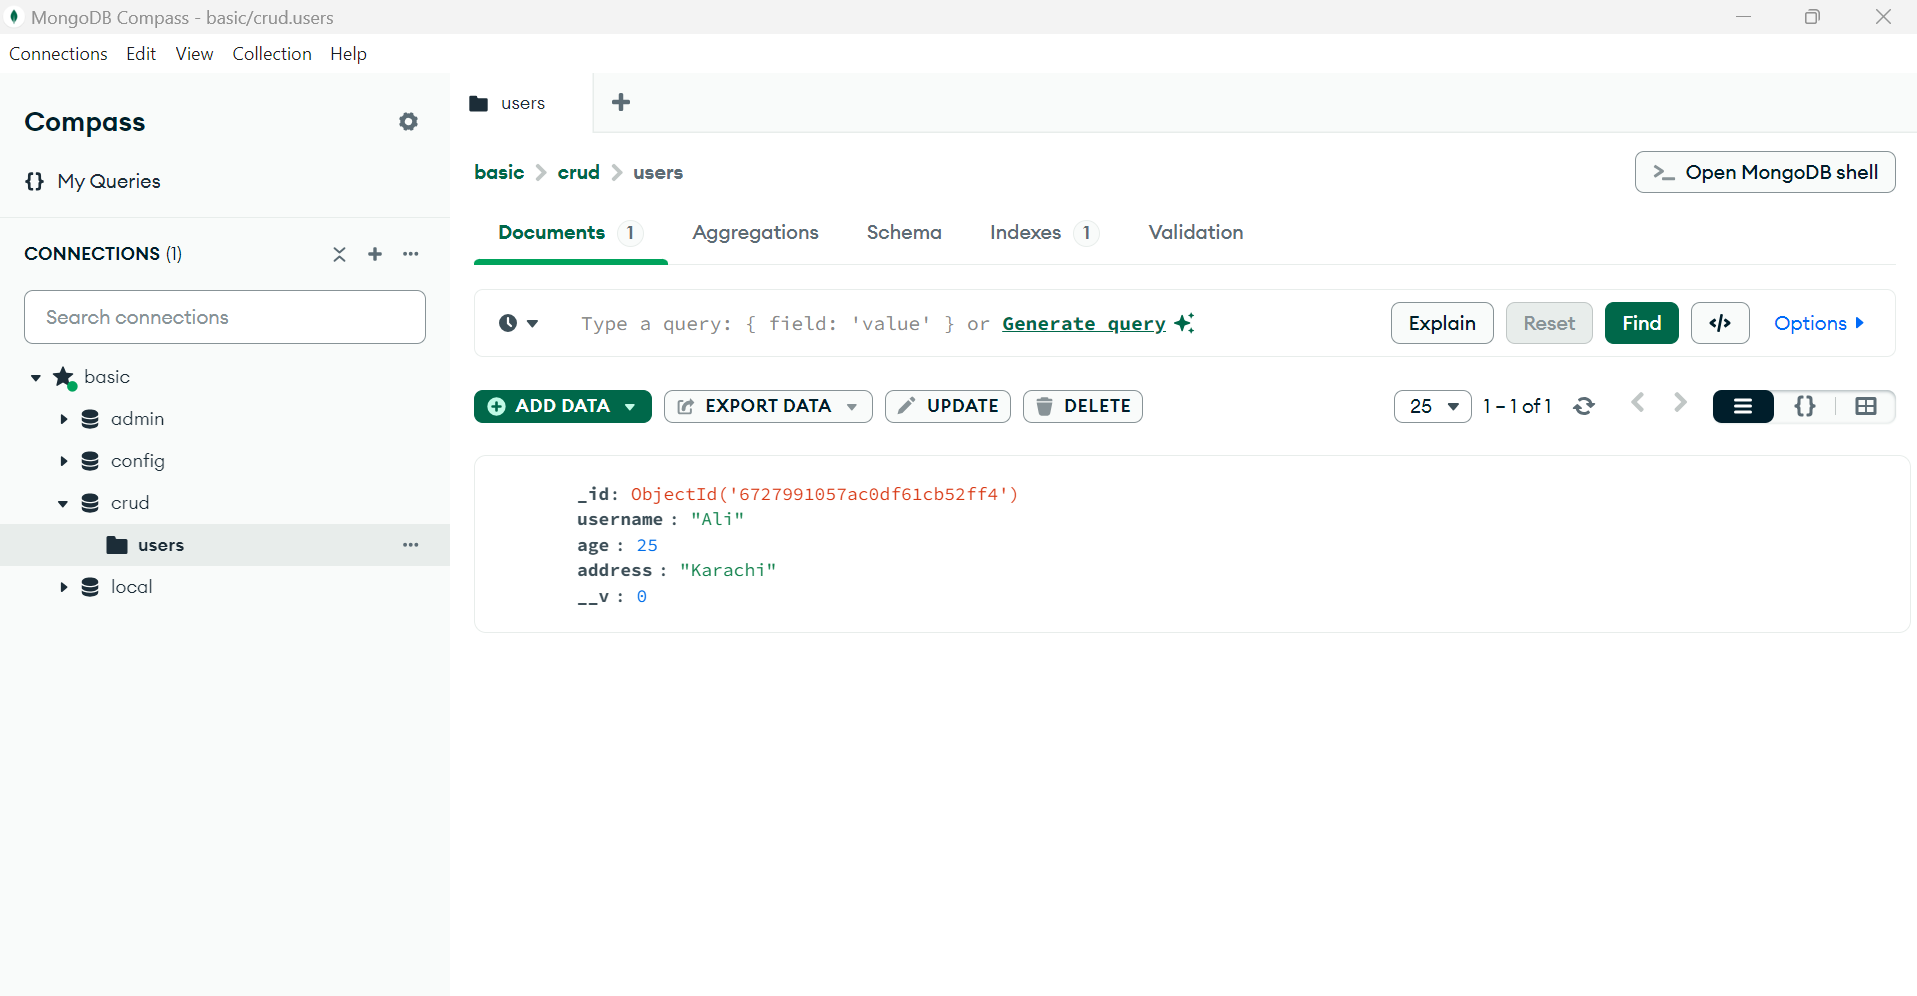 MongoDB Compass - basic/crud.users
Connections Edit View Collection Help
Compass
{} My Queries
CONNECTIONS (1)
Search connections
basic
admin
config
crud
users
local
users
basic > crud > users
>_ Open MongoDB shell
Documents 1 Aggregations Schema Indexes 1 Validation
Type a query: { field: 'value' } or Generate query
Explain Reset Find </> Options
ADD DATA EXPORT DATA UPDATE DELETE
25 1 – 1 of 1 {}
_id: ObjectId('6727991057ac0df61cb52ff4')
username : "Ali"
age : 25
address : "Karachi"
__v : 0